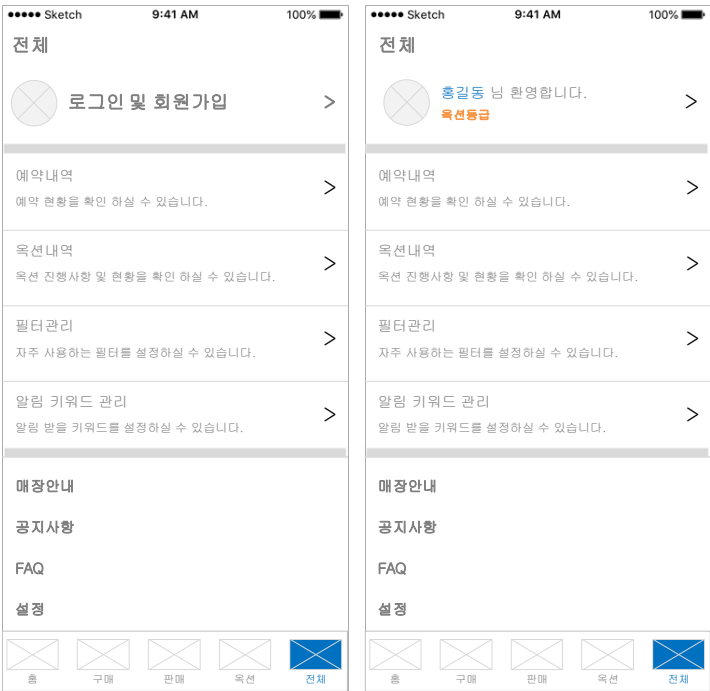 ●●●●● Sketch 9:41 AM 100%
전체
로그인 및 회원가입 >
예약내역
예약 현황을 확인 하실 수 있습니다. >
옥션내역
옥션 진행사항 및 현황을 확인 하실 수 있습니다. >
필터관리
자주 사용하는 필터를 설정하실 수 있습니다. >
알림 키워드 관리
알림 받을 키워드를 설정하실 수 있습니다. >
매장안내
공지사항
FAQ
설정
홈 구매 판매 옥션 전체
●●●●● Sketch 9:41 AM 100%
전체
홍길동 님 환영합니다.
옥션등급 >
예약내역
예약 현황을 확인 하실 수 있습니다. >
옥션내역
옥션 진행사항 및 현황을 확인 하실 수 있습니다. >
필터관리
자주 사용하는 필터를 설정하실 수 있습니다. >
알림 키워드 관리
알림 받을 키워드를 설정하실 수 있습니다. >
매장안내
공지사항
FAQ
설정
홈 구매 판매 옥션 전체